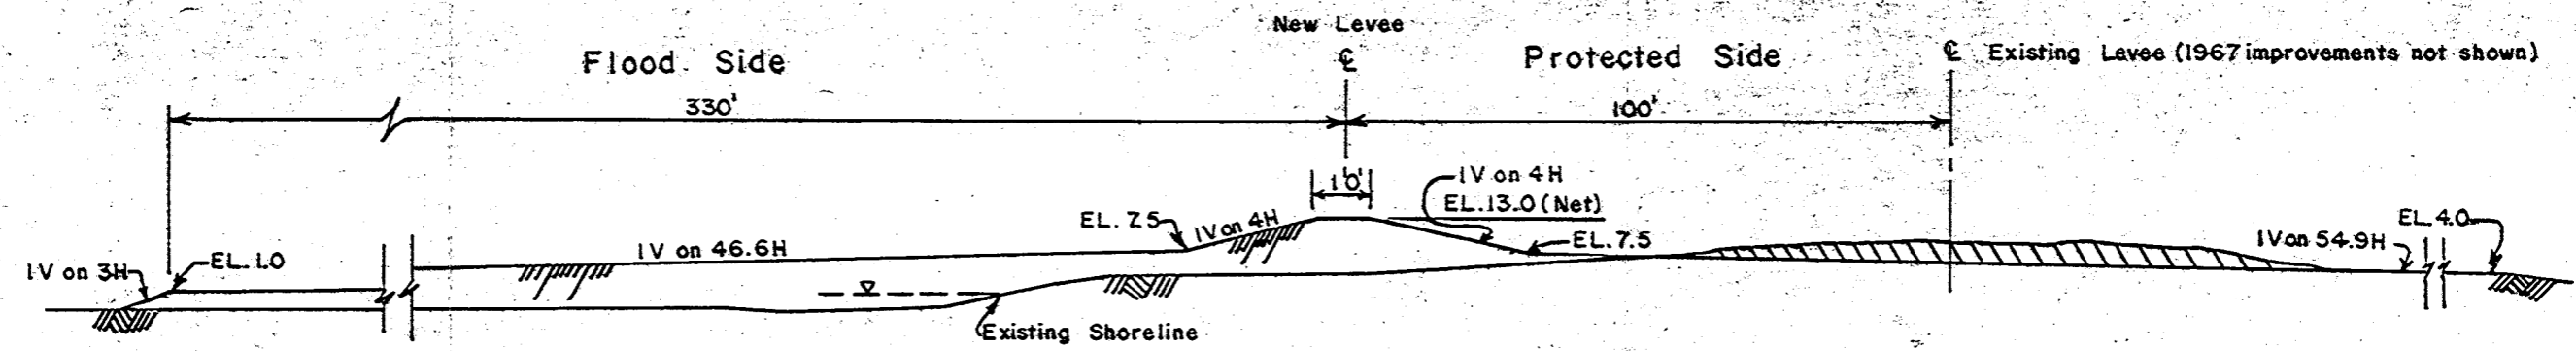 New Levee
℄
Flood Side
Protected Side
℄ Existing Levee (1967 improvements not shown)
330'
100'
10'
1V on 4H
EL.13.0 (Net)
EL. 7.5
1V on 4H
EL. 7.5
EL. 4.0
1V on 54.9H
1V on 46.6H
1V on 3H
EL. 1.0
Existing Shoreline